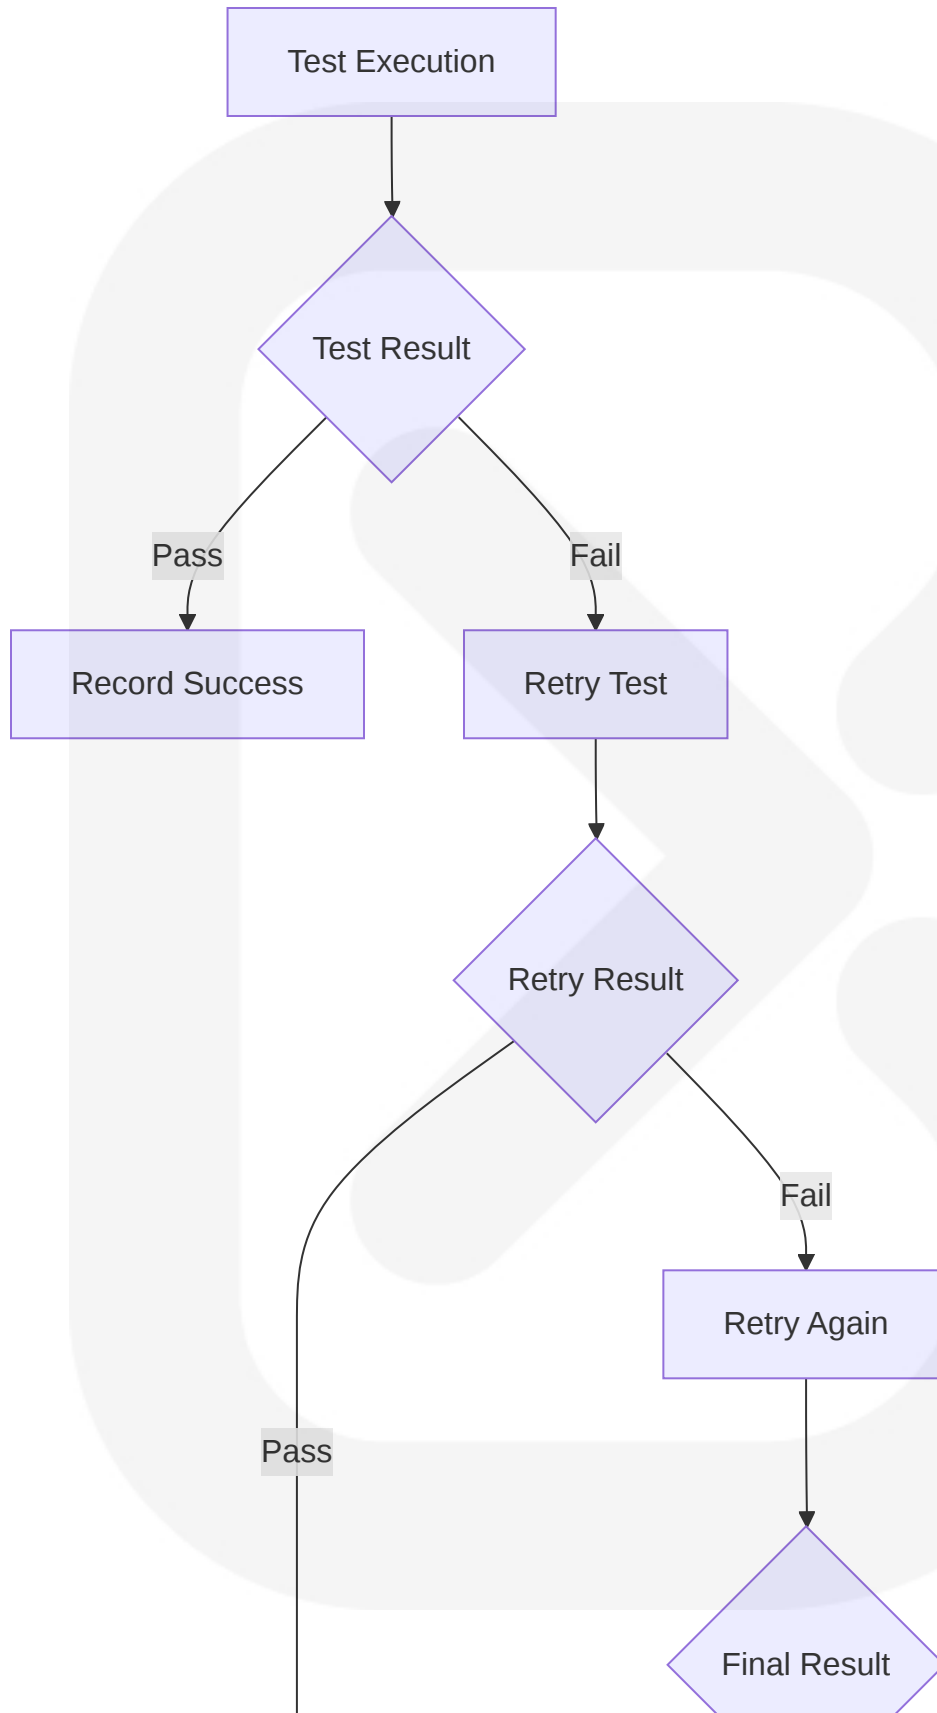 Test Execution
Test Result
Pass
Fail
Record Success
Retry Test
Retry Result
Fail
Retry Again
Pass
Final Result